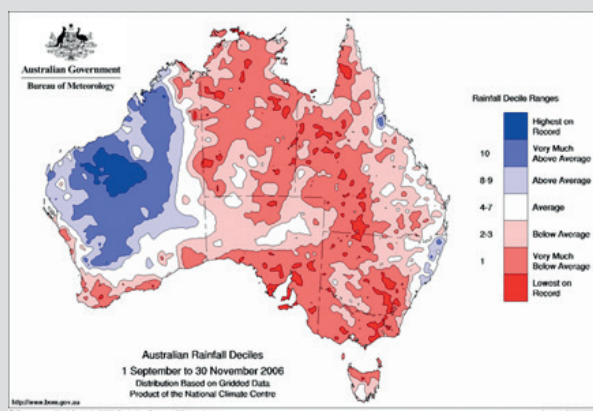 Australian Government
Bureau of Meteorology
Rainfall Decile Ranges
Highest on
Record
10
Very Much
Above Average
8-9
Above Average
4-7
Average
2-3
Below Average
1
Very Much
Below Average
Lowest on
Record
Australian Rainfall Deciles
1 September to 30 November 2006
Distribution Based on Gridded Data
Product of the National Climate Centre
http://www.bom.gov.au